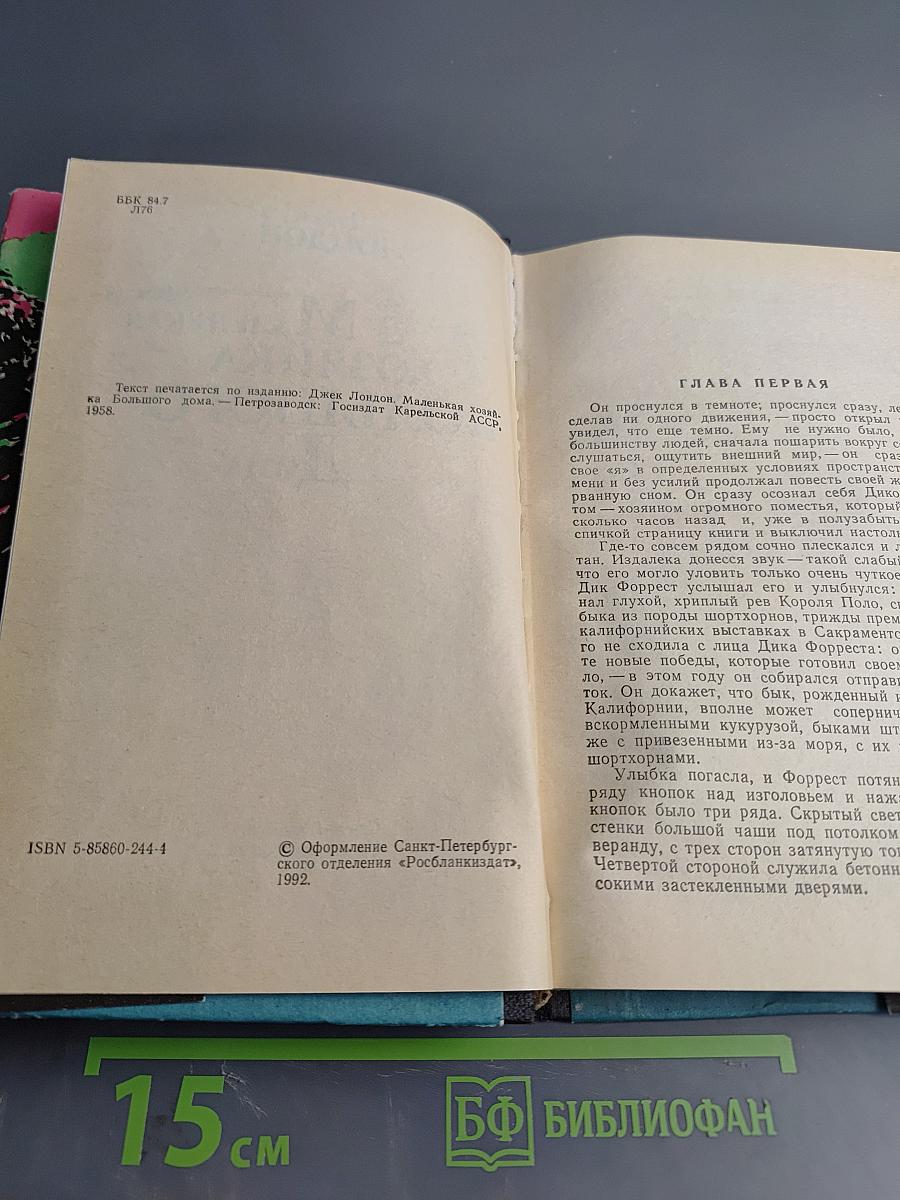 ББК 84.7
Л76
Текст печатается по изданию: Джек Лондон. Маленькая хозяй-
ка Большого дома. — Петрозаводск: Госиздат Карельской АССР,
1958.
ISBN 5-85860-244-4
© Оформление Санкт-Петербург-
ского отделения «Росбланкиздат»,
1992.
ГЛАВА ПЕРВАЯ
Он проснулся в темноте; проснулся сразу, ле
сделав ни одного движения, — просто открыл
увидел, что еще темно. Ему не нужно было,
большинству людей, сначала пошарить вокруг с
слушаться, ощутить внешний мир, — он сраз
свое «я» в определенных условиях пространст
мени и без усилий продолжал повесть своей ж
рванную сном. Он сразу осознал себя Дико
том — хозяином огромного поместья, который
сколько часов назад и, уже в полузабыть
спичкой страницу книги и выключил настоль
Где-то совсем рядом сочно плескался и л
тан. Издалека донесся звук — такой слабый
что его могло уловить только очень чуткое
Дик Форрест услышал его и улыбнулся:
нал глухой, хриплый рев Короля Поло, с
быка из породы шортхорнов, трижды прем
калифорнийских выставках в Сакраменто
го не сходила с лица Дика Форреста: о
те новые победы, которые готовил своем
ло, — в этом году он собирался отправи
ток. Он докажет, что бык, рожденный и
Калифорнии, вполне может соперник
вскормленными кукурузой, быками шт
же с привезенными из-за моря, с их
шортхорнами.
Улыбка погасла, и Форрест потян
ряду кнопок над изголовьем и нажа
кнопок было три ряда. Скрытый свет
стенки большой чаши под потолком
веранду, с трех сторон затянутую то
Четвертой стороной служила бетонн
сокими застекленными дверями.
15 см
БФ БИБЛИОФАН